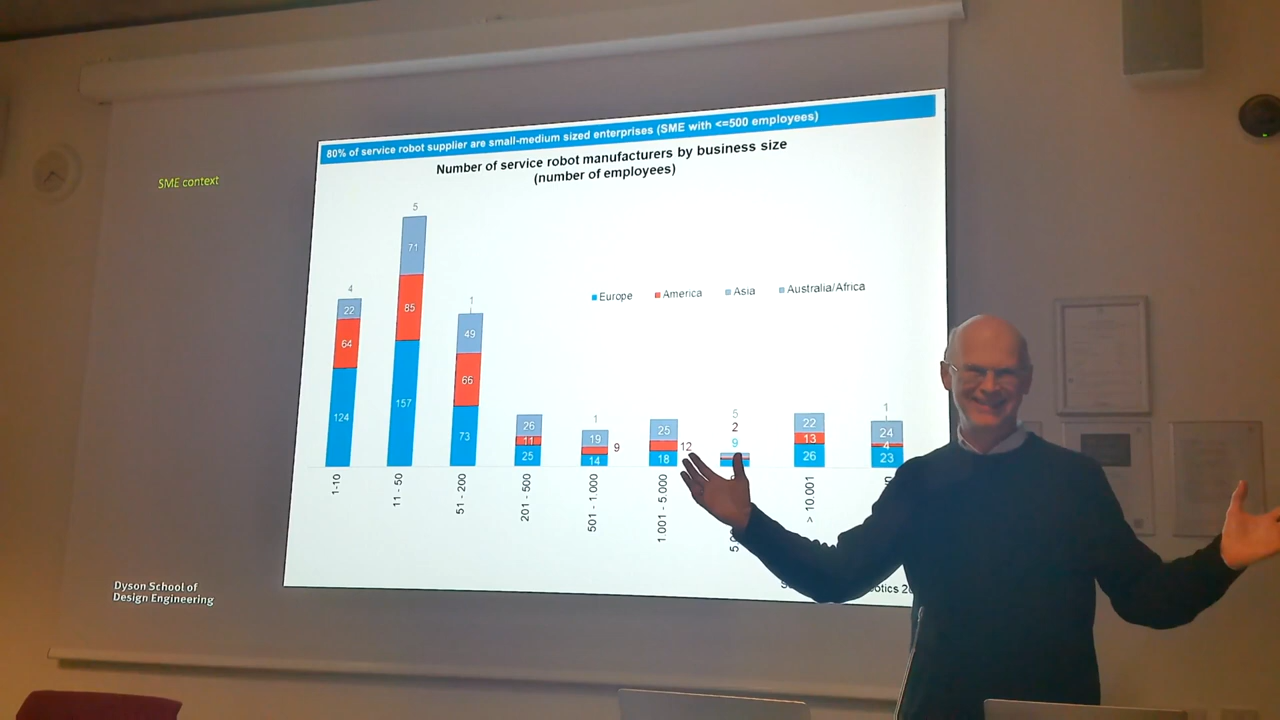 80% of service robot supplier are small-medium sized enterprises (SME with <=500 employees)
Number of service robot manufacturers by business size
(number of employees)
SME context
5
71
85
157
4
22
64
124
1
49
66
73
Europe
America
Asia
Australia/Africa
26
11
25
1
19
9
14
25
12
18
5
2
9
22
13
26
1
24
4
23
1-10
11 - 50
51 - 200
201 - 500
501 - 1.000
1.001 - 5.000
> 10.001
Dyson School of
Design Engineering